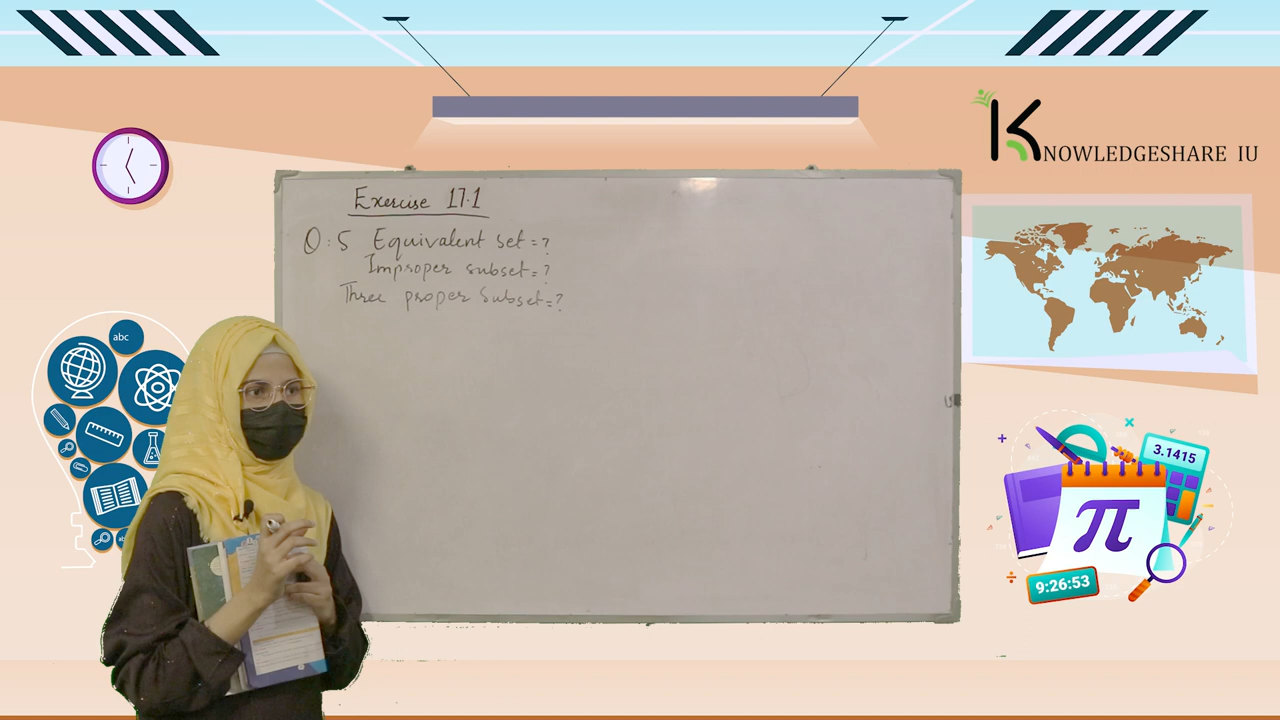 KNOWLEDGESHARE IU
Exercise 17.1
Q:5 Equivalent set=?
Improper subset=?
Three proper Subset=?
abc
3.1415
π
9:26:53